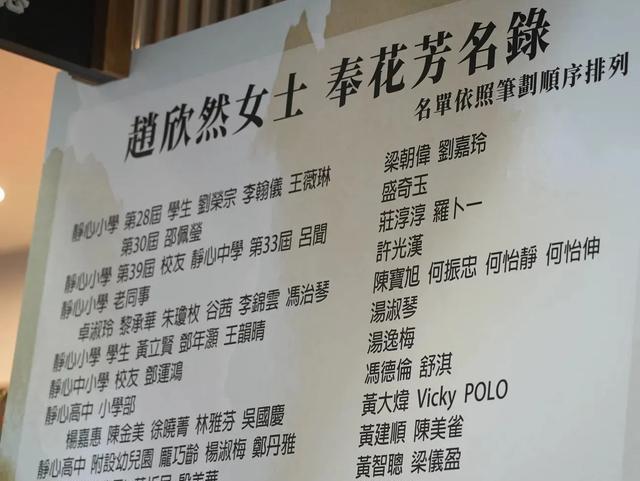 趙欣然女士 奉花芳名錄
名單依照筆劃順序排列
靜心小學 第28屆 學生 劉榮宗 李翰儀 王薇琳
第30屆 邵佩瑩
靜心小學 第39屆 校友 靜心中學 第33屆 呂聞
靜心小學 老同事
卓淑玲 黎承華 朱瓊枚 谷茜 李錦雲 馮治琴
靜心小學 學生 黃立賢 鄧年灝 王韻晴
靜心中小學 校友 鄧運鴻
靜心高中 小學部
楊嘉惠 陳金美 徐曉菁 林雅芬 吳國慶
靜心高中 附設幼兒園 龐巧齡 楊淑梅 鄭丹雅
梁朝偉 劉嘉玲
盛奇玉
莊淳淳 羅卜一
許光漢
陳寶旭 何振忠 何怡靜 何怡伸
湯淑琴
湯逸梅
馮德倫 舒淇
黃大煒 Vicky POLO
黃建順 陳美雀
黃智聰 梁儀盈